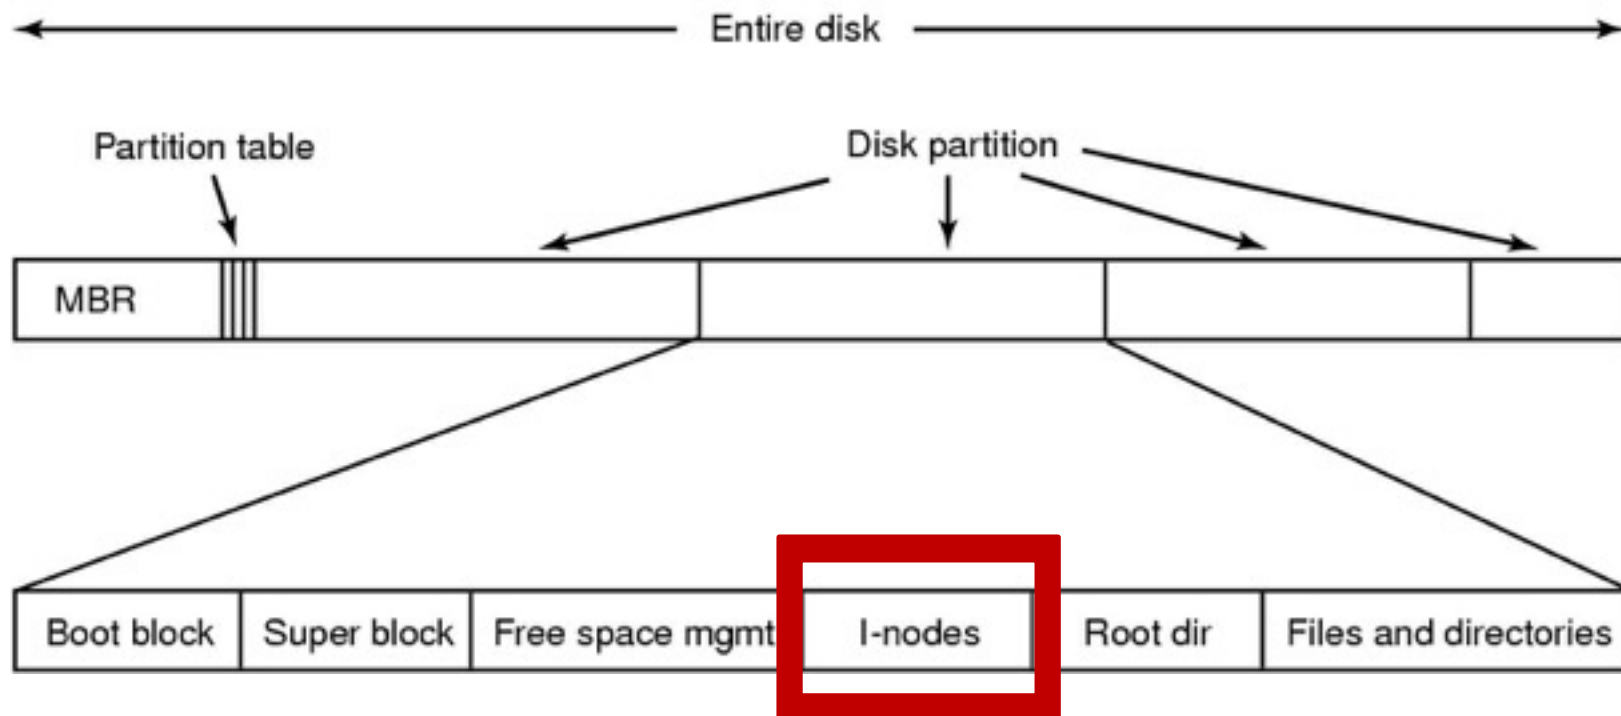 Entire disk
Partition table
Disk partition
MBR
Boot block
Super block
Free space mgmt
I-nodes
Root dir
Files and directories